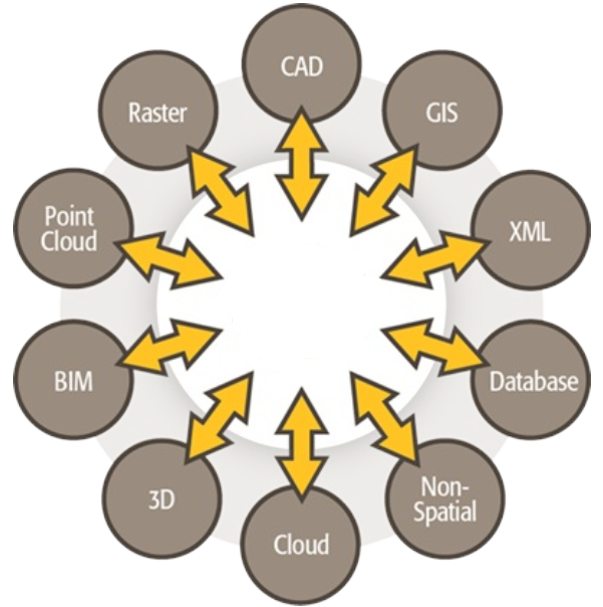 CAD
GIS
XML
Database
Non-
Spatial
Cloud
3D
BIM
Point
Cloud
Raster